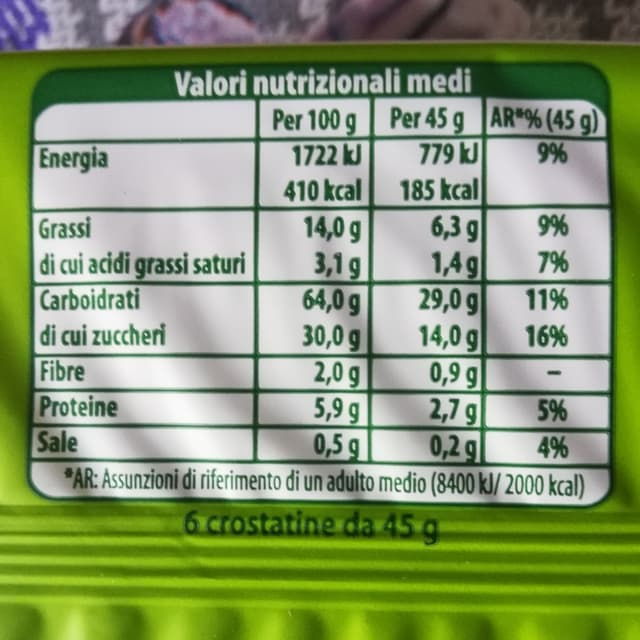 Valori nutrizionali medi
Per 100 g Per 45 g AR*% (45 g)
Energia 1722 kJ 779 kJ 9%
410 kcal 185 kcal
Grassi 14,0 g 6,3 g 9%
di cui acidi grassi saturi 3,1 g 1,4 g 7%
Carboidrati 64,0 g 29,0 g 11%
di cui zuccheri 30,0 g 14,0 g 16%
Fibre 2,0 g 0,9 g –
Proteine 5,9 g 2,7 g 5%
Sale 0,5 g 0,2 g 4%
*AR: Assunzioni di riferimento di un adulto medio (8400 kJ/ 2000 kcal)
6 crostatine da 45 g